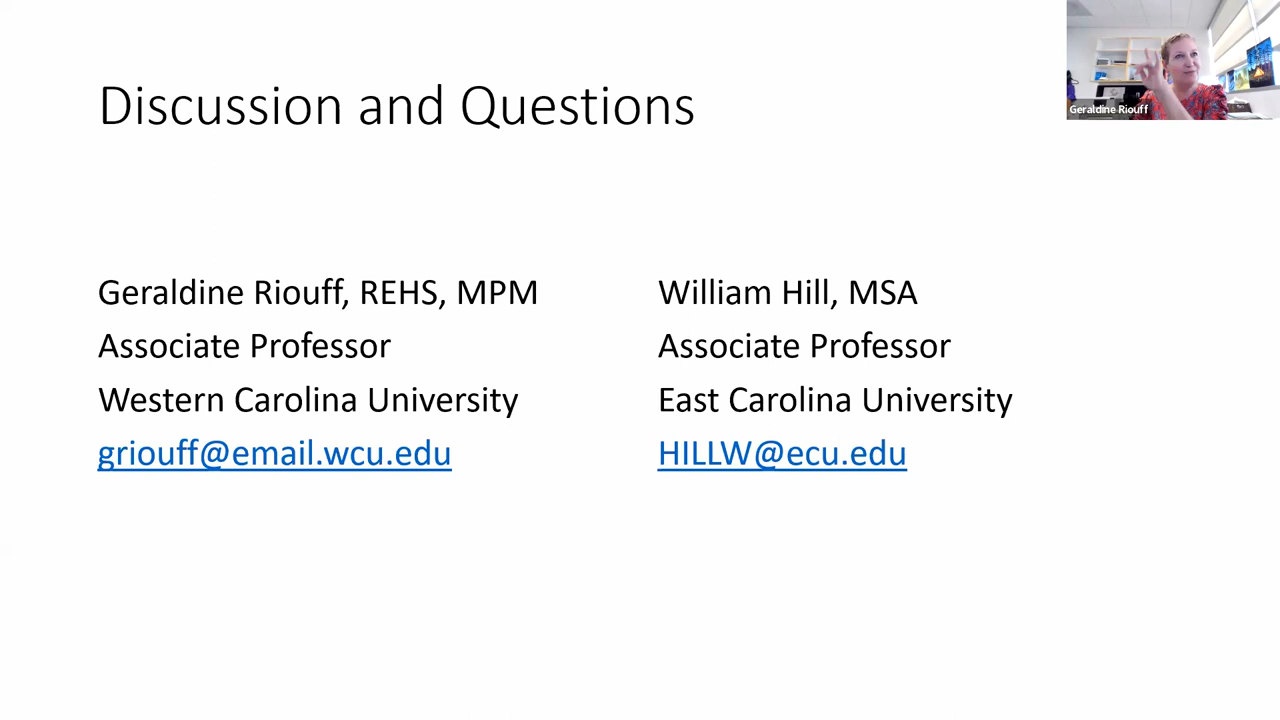 Discussion and Questions
Geraldine Riouff
Geraldine Riouff, REHS, MPM
Associate Professor
Western Carolina University
griouff@email.wcu.edu
William Hill, MSA
Associate Professor
East Carolina University
HILLW@ecu.edu